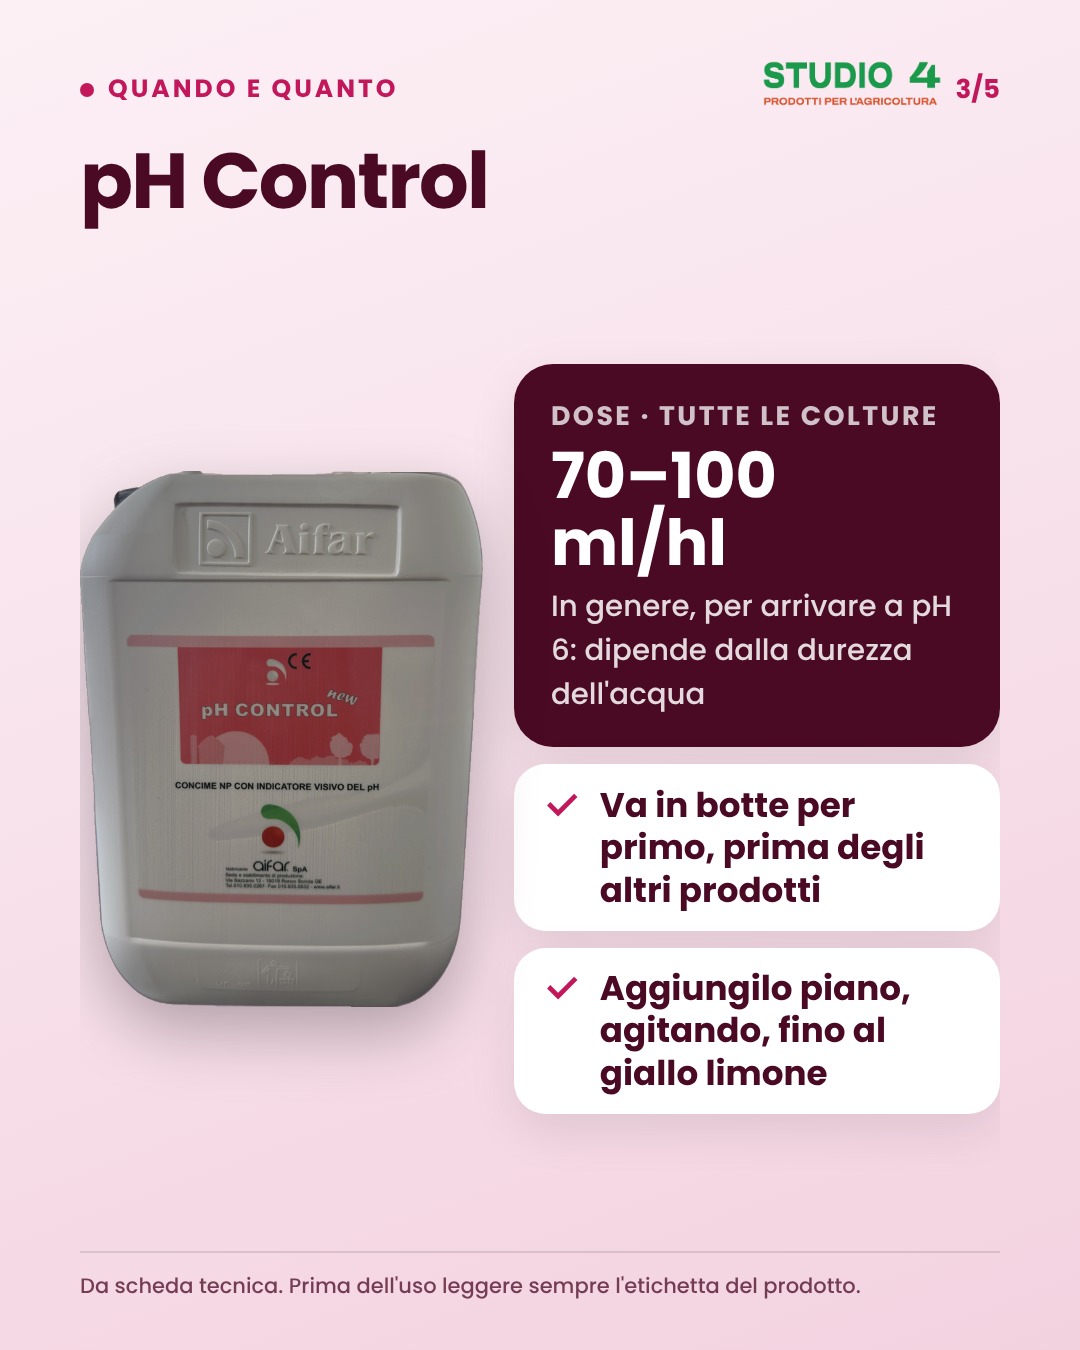 QUANDO E QUANTO
STUDIO 4
PRODOTTI PER L'AGRICOLTURA
3/5
pH Control
DOSE · TUTTE LE COLTURE
70–100
ml/hl
In genere, per arrivare a pH
6: dipende dalla durezza
dell'acqua
Va in botte per
primo, prima degli
altri prodotti
Aggiungilo piano,
agitando, fino al
giallo limone
Aifar
CE
new
pH CONTROL
CONCIME NP CON INDICATORE VISIVO DEL pH
aifar SpA
Da scheda tecnica. Prima dell'uso leggere sempre l'etichetta del prodotto.